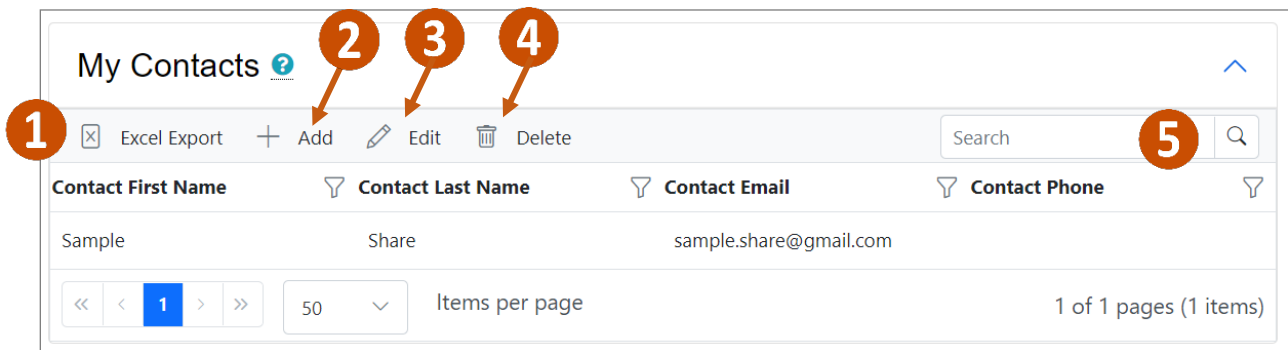 2 3 4
My Contacts ?
1 Excel Export Add Edit Delete Search 5
Contact First Name Contact Last Name Contact Email Contact Phone
Sample Share sample.share@gmail.com
« < 1 > » 50 Items per page 1 of 1 pages (1 items)